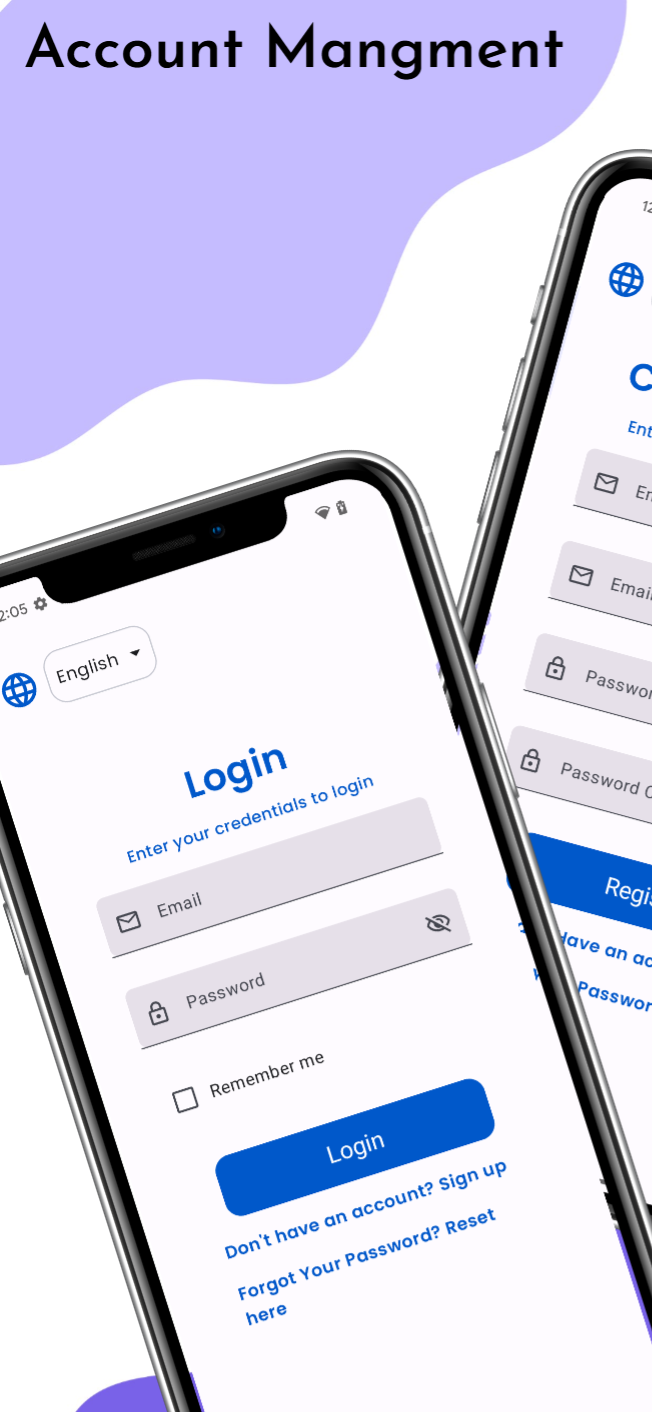 Account Mangment
2:05
English
Login
Enter your credentials to login
Email
Password
Remember me
Login
Don't have an account? Sign up
Forgot Your Password? Reset
here
12
C
Ent
Email
Passwor
Password C
Regis
Have an ac
Passwor